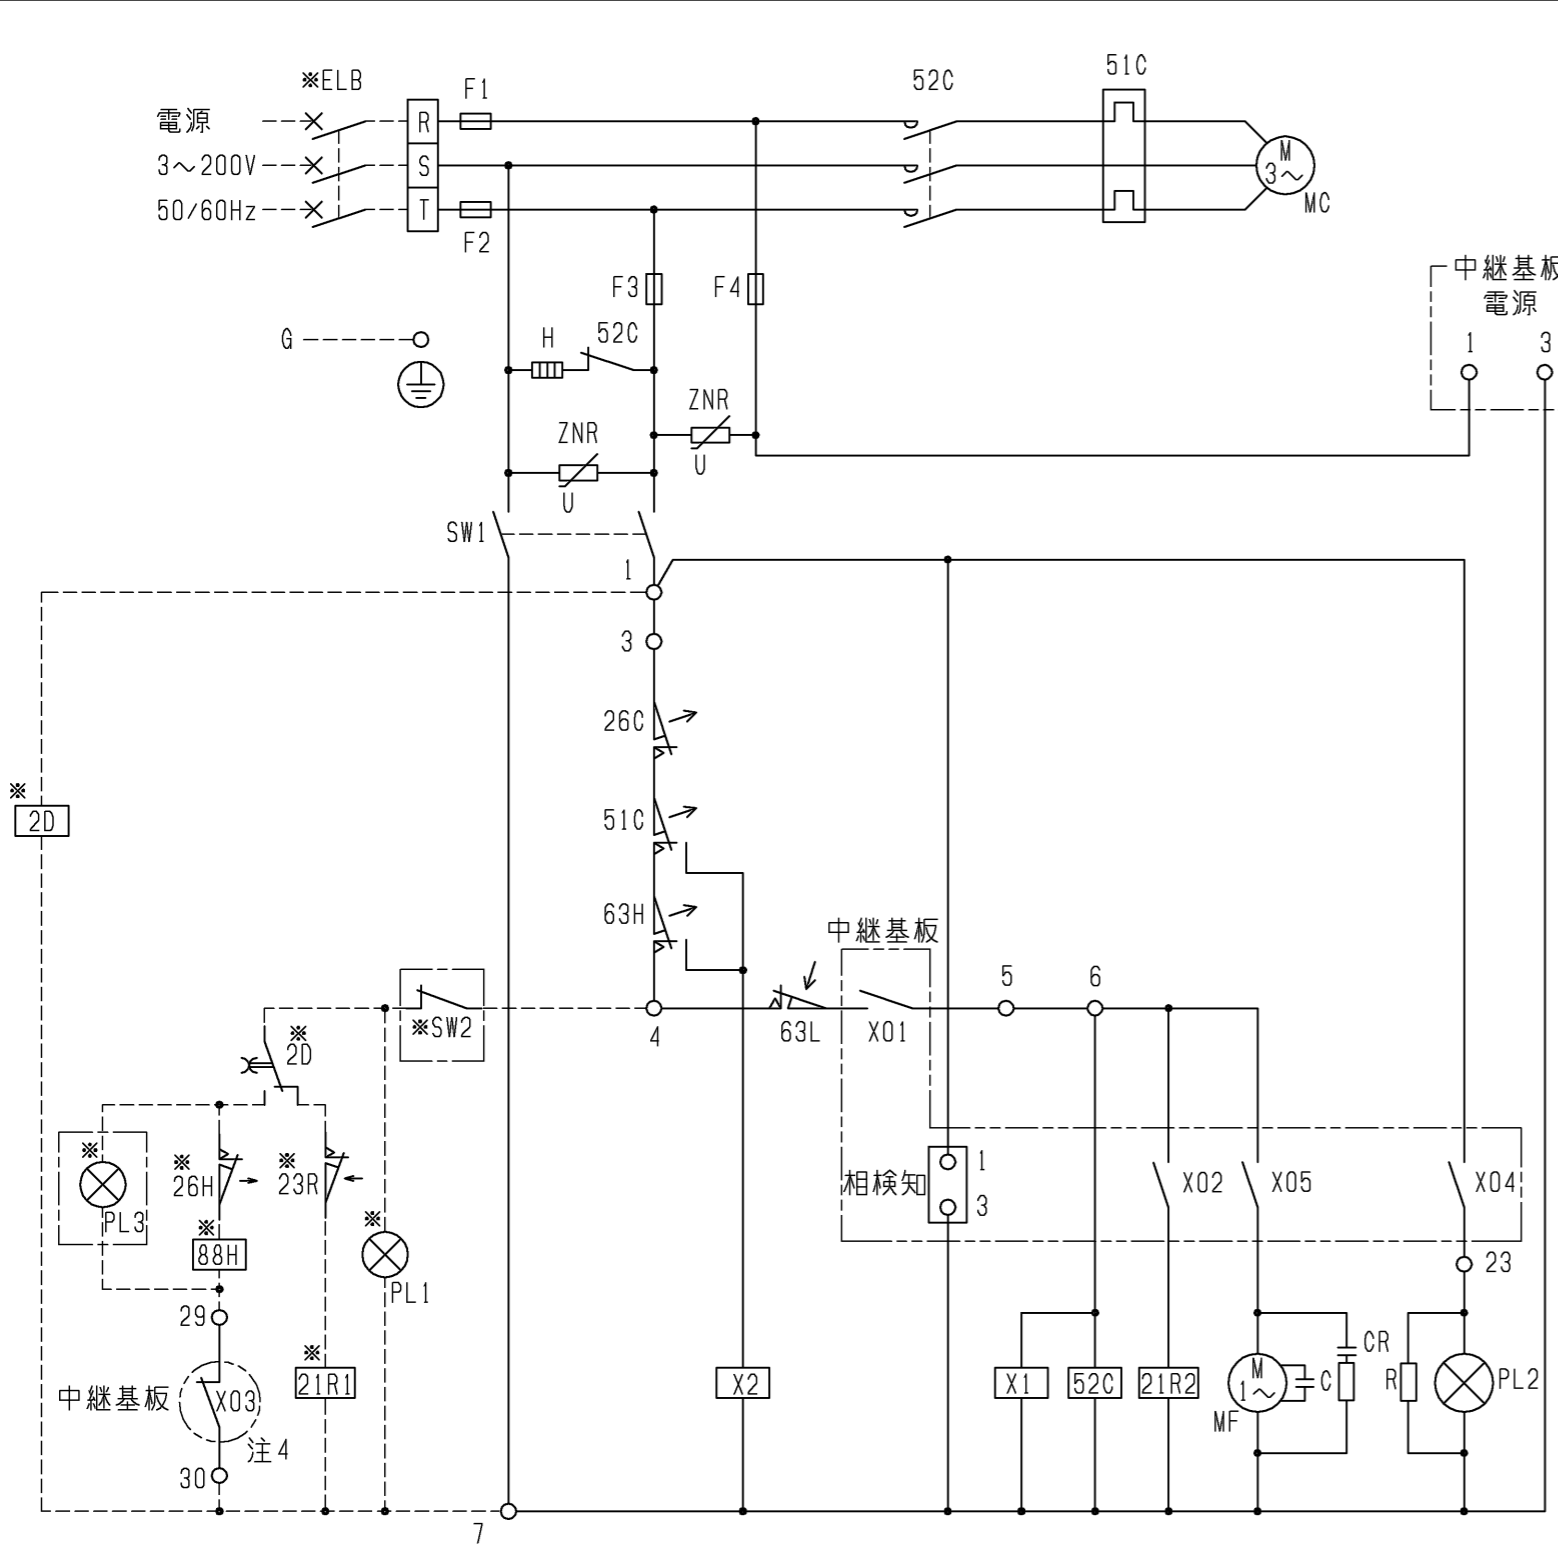 ※ELB
F1
52C
51C
電源
R
3～200V
S
50/60Hz
T
F2
M
3～
MC
F3
F4
中継基板
電源
1
3
G
H
52C
ZNR
U
ZNR
U
SW1
1
3
26C
※
2D
51C
63H
中継基板
※SW2
4
63L
X01
5
6
※
2D
※
PL3
※
26H
※
23R
※
88H
※
PL1
相検知
1
3
X02
X05
X04
23
29
中継基板
X03
注4
30
※
21R1
X2
X1
52C
21R2
M
1～
MF
C
CR
R
PL2
7